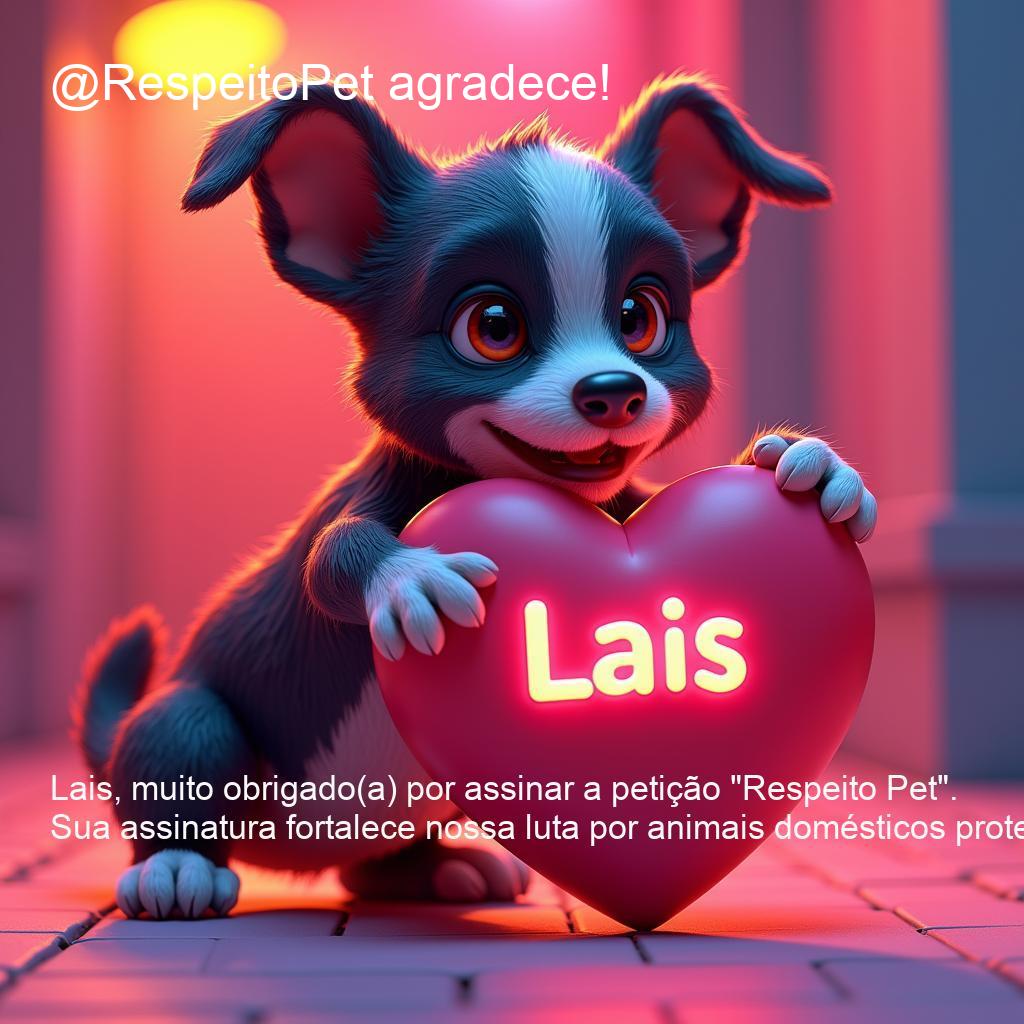 @RespeitoPet agradece!
Lais
Lais, muito obrigado(a) por assinar a petição "Respeito Pet".
Sua assinatura fortalece nossa luta por animais domésticos prote